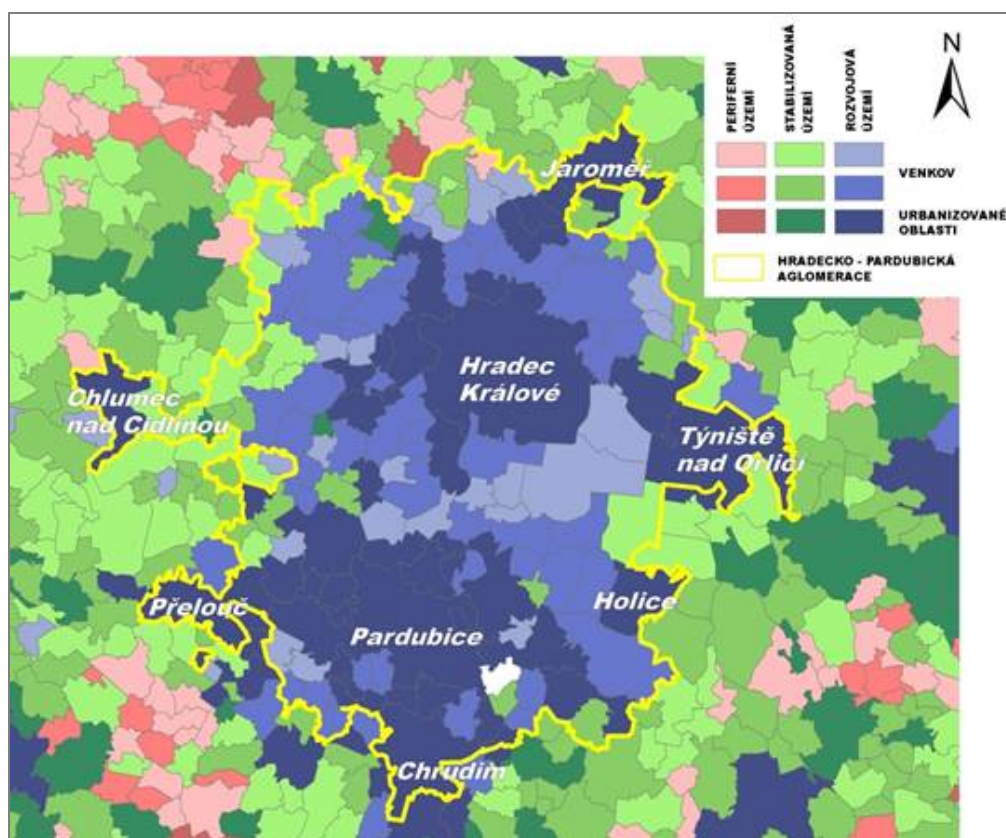 N
PERIFERNÍ
ÚZEMÍ
STABILIZOVANÁ
ÚZEMÍ
ROZVOJOVÁ
ÚZEMÍ
VENKOV
URBANIZOVANÉ
OBLASTI
HRADECKO - PARDUBICKÁ
AGLOMERACE
Jaroměř
Hradec
Králové
Chlumec
nad Cidlinou
Týniště
nad Orlicí
Přelouč
Holice
Pardubice
Chrudim